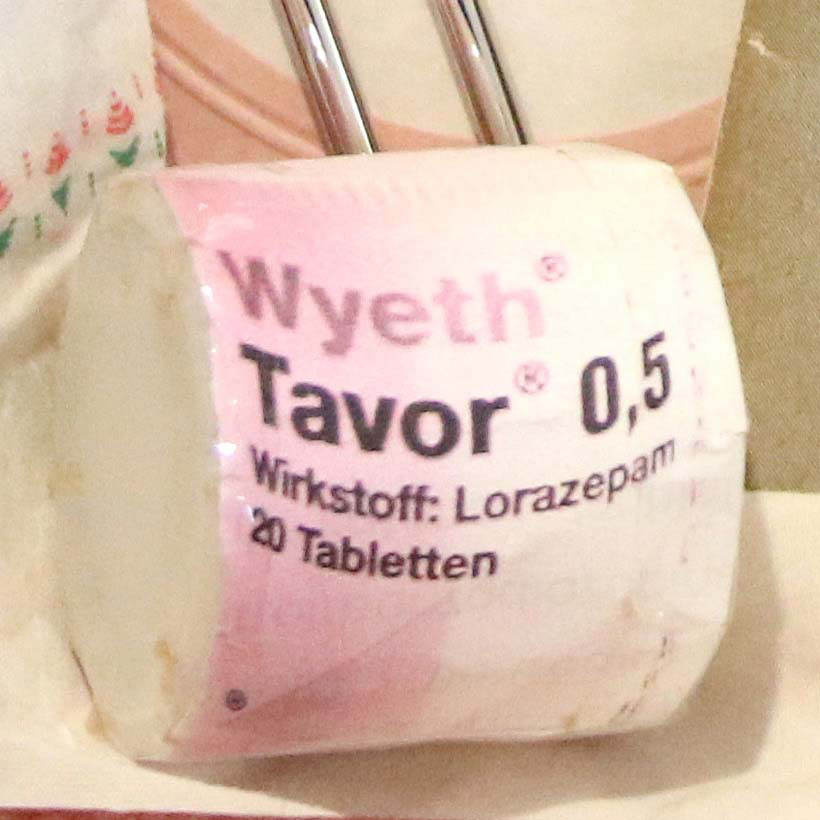 Wyeth®
Tavor® 0,5
Wirkstoff: Lorazepam
20 Tabletten